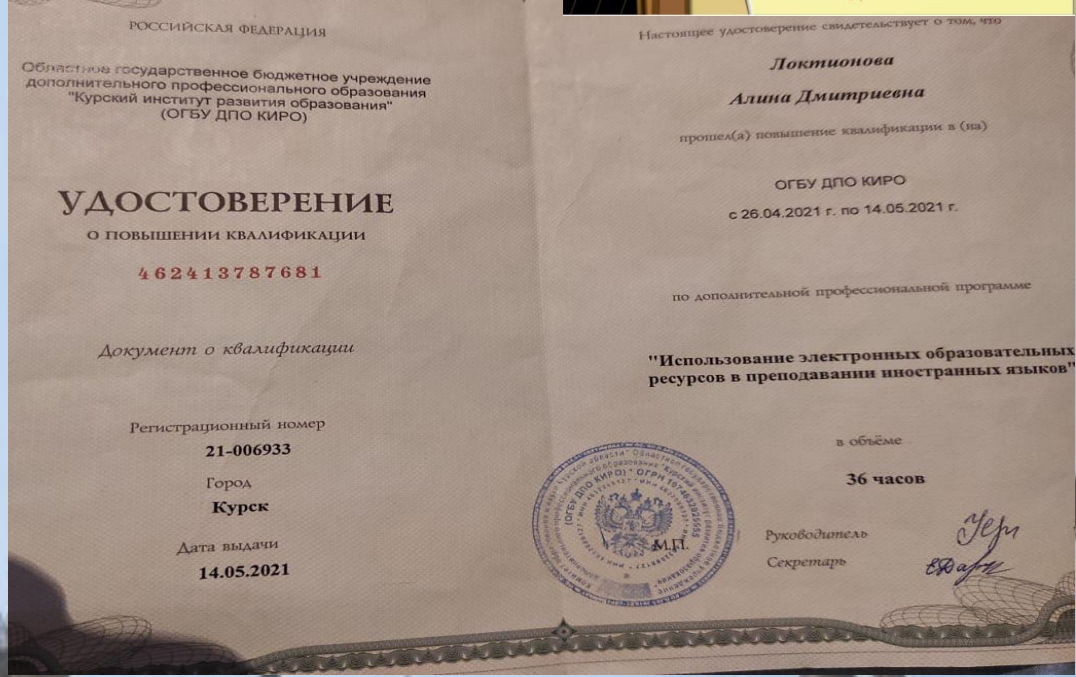 РОССИЙСКАЯ ФЕДЕРАЦИЯ
Областное государственное бюджетное учреждение
дополнительного профессионального образования
"Курский институт развития образования"
(ОГБУ ДПО КИРО)
УДОСТОВЕРЕНИЕ
О ПОВЫШЕНИИ КВАЛИФИКАЦИИ
462413787681
Документ о квалификации
Регистрационный номер
21-006933
Город
Курск
Дата выдачи
14.05.2021
Настоящее удостоверение свидетельствует о том, что
Локтионова
Алина Дмитриевна
прошел(а) повышение квалификации в (на)
ОГБУ ДПО КИРО
с 26.04.2021 г. по 14.05.2021 г.
по дополнительной профессиональной программе
"Использование электронных образовательных
ресурсов в преподавании иностранных языков"
в объёме
36 часов
М.П.
Руководитель
Секретарь